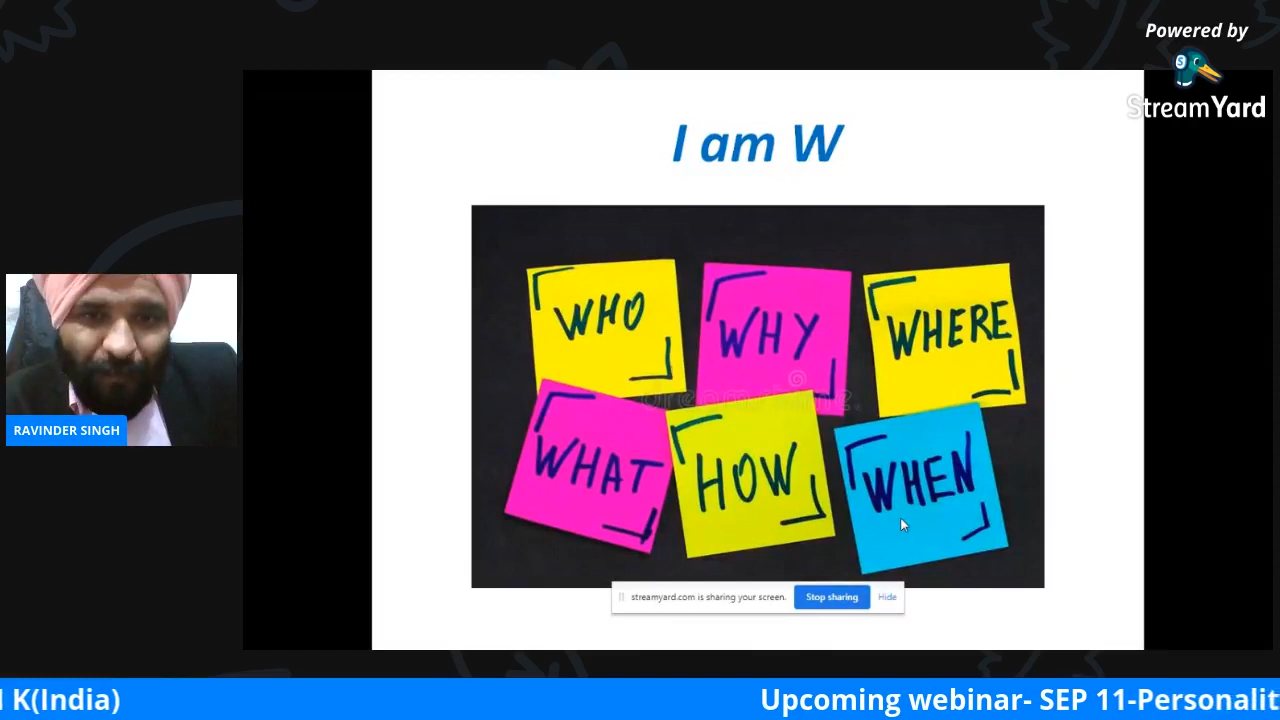 Powered by
StreamYard
I am W
WHO
WHY
WHERE
WHAT
HOW
WHEN
dreamstime.
streamyard.com is sharing your screen.
Stop sharing
Hide
RAVINDER SINGH
K(India)
Upcoming webinar- SEP 11-Personalit